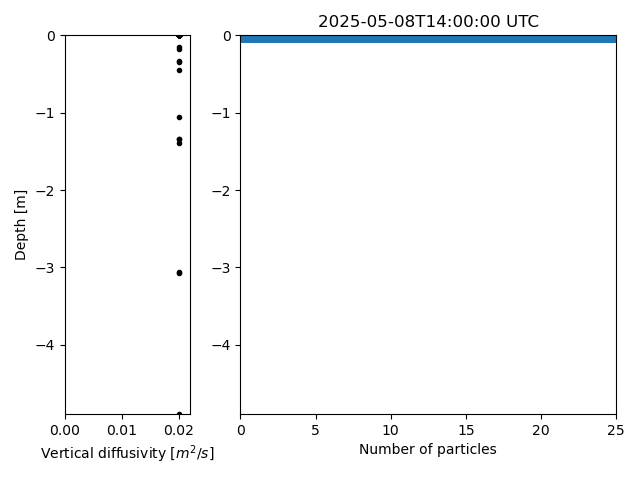 2025-05-08T14:00:00 UTC
0
−1
−2
−3
−4
Depth [m]
0.00 0.01 0.02
Vertical diffusivity [m²/s]
0
−1
−2
−3
−4
0 5 10 15 20 25
Number of particles